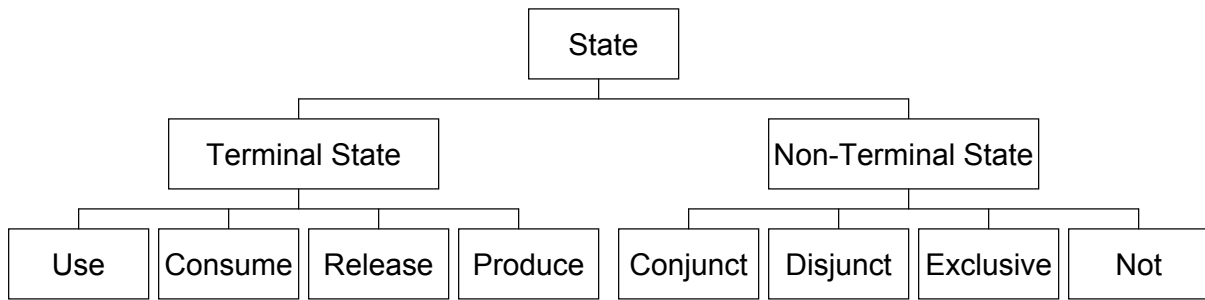 State
Terminal State
Non-Terminal State
Use
Consume
Release
Produce
Conjunct
Disjunct
Exclusive
Not